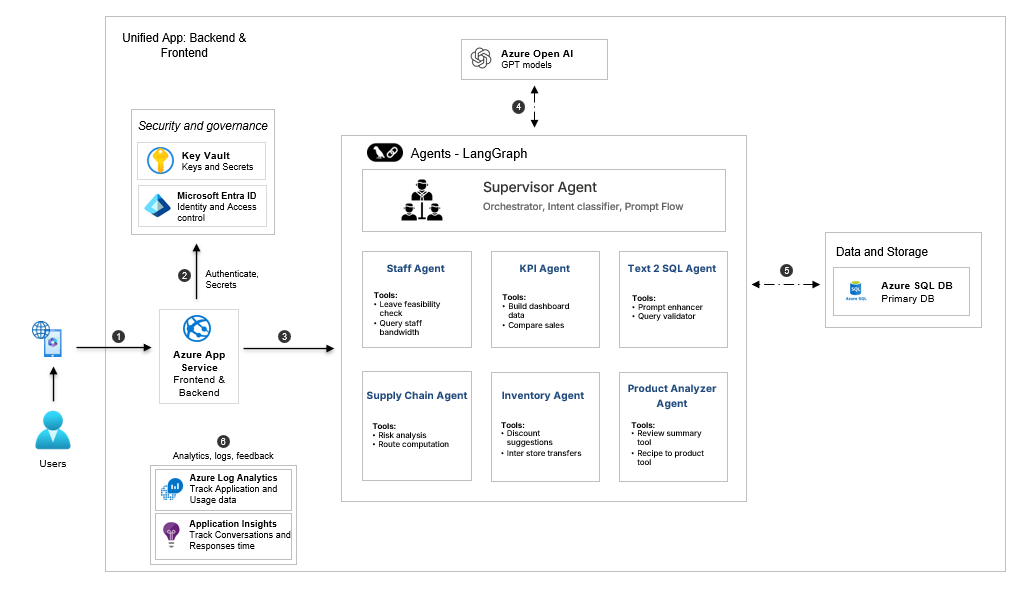 Unified App: Backend &
Frontend
Azure Open AI
GPT models
4
Security and governance
Key Vault
Keys and Secrets
Microsoft Entra ID
Identity and Access
control
2
Authenticate,
Secrets
1
Azure App
Service
Frontend &
Backend
3
Users
6
Analytics, logs, feedback
Azure Log Analytics
Track Application and
Usage data
Application Insights
Track Conversations and
Responses time
Agents - LangGraph
Supervisor Agent
Orchestrator, Intent classifier, Prompt Flow
Staff Agent
Tools:
• Leave feasibility
check
• Query staff
bandwidth
KPI Agent
Tools:
• Build dashboard
data
• Compare sales
Text 2 SQL Agent
Tools:
• Prompt enhancer
• Query validator
Supply Chain Agent
Tools:
• Risk analysis
• Route computation
Inventory Agent
Tools:
• Discount
suggestions
• Inter store transfers
Product Analyzer
Agent
Tools:
• Review summary
tool
• Recipe to product
tool
5
Data and Storage
SQL
Azure SQL
Azure SQL DB
Primary DB